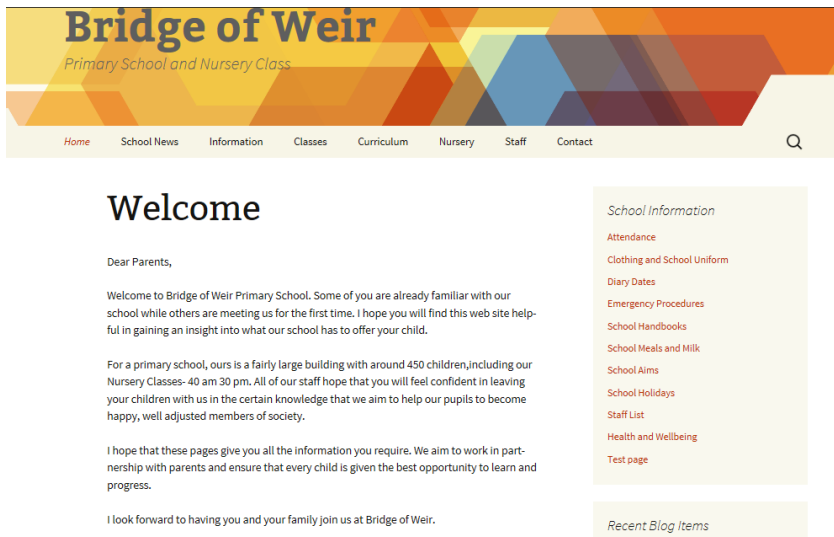 Bridge of Weir
Primary School and Nursery Class
Home School News Information Classes Curriculum Nursery Staff Contact
Welcome
Dear Parents,
Welcome to Bridge of Weir Primary School. Some of you are already familiar with our
school while others are meeting us for the first time. I hope you will find this web site help-
ful in gaining an insight into what our school has to offer your child.
For a primary school, ours is a fairly large building with around 450 children,including our
Nursery Classes- 40 am 30 pm. All of our staff hope that you will feel confident in leaving
your children with us in the certain knowledge that we aim to help our pupils to become
happy, well adjusted members of society.
I hope that these pages give you all the information you require. We aim to work in part-
nership with parents and ensure that every child is given the best opportunity to learn and
progress.
I look forward to having you and your family join us at Bridge of Weir.
School Information
Attendance
Clothing and School Uniform
Diary Dates
Emergency Procedures
School Handbooks
School Meals and Milk
School Aims
School Holidays
Staff List
Health and Wellbeing
Test page
Recent Blog Items